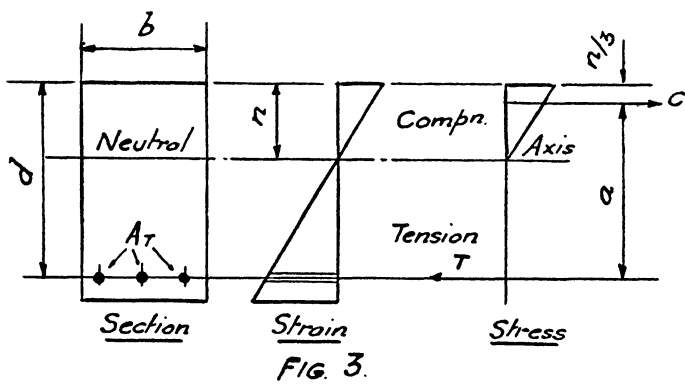 b
n/3
C
n
Compn.
Neutral
Axis
d
a
AT
Tension
T
Section
Strain
Stress
FIG. 3.